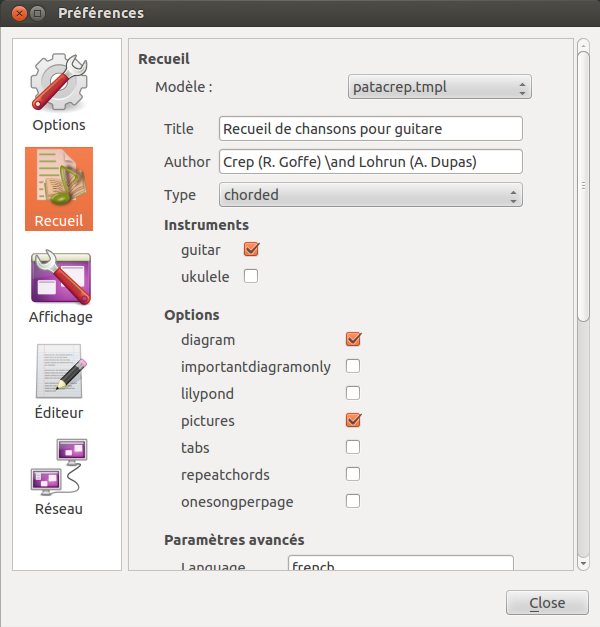 Préférences
Options
Recueil
Affichage
Éditeur
Réseau
Recueil
Modèle : patacrep.tmpl
Title Recueil de chansons pour guitare
Author Crep (R. Goffe) \and Lohrun (A. Dupas)
Type chorded
Instruments
guitar
ukulele
Options
diagram
importantdiagramonly
lilypond
pictures
tabs
repeatchords
onesongperpage
Paramètres avancés
Language french
Close